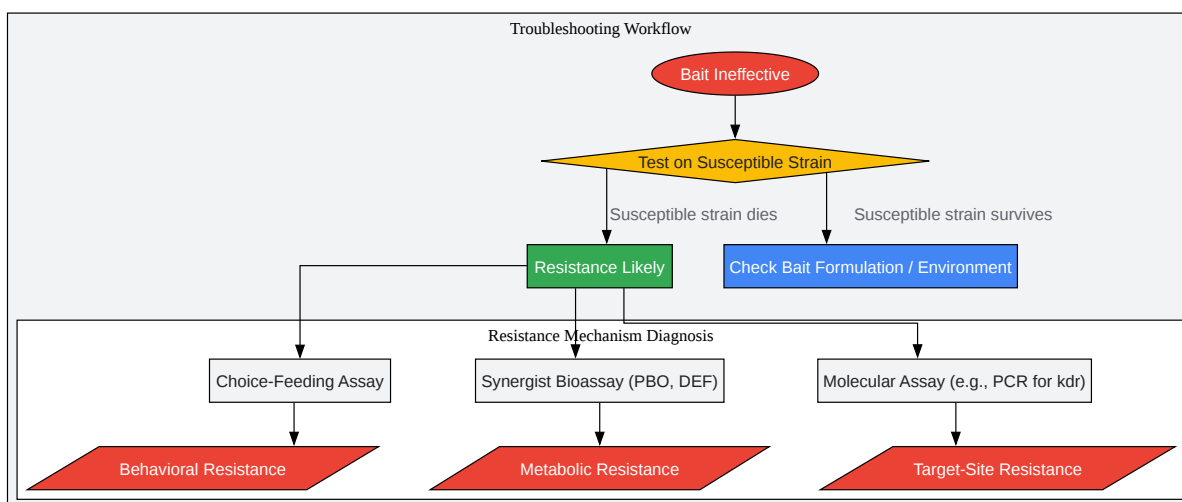 Troubleshooting Workflow
Bait Ineffective
Test on Susceptible Strain
Susceptible strain dies
Susceptible strain survives
Resistance Likely
Check Bait Formulation / Environment
Resistance Mechanism Diagnosis
Choice-Feeding Assay
Synergist Bioassay (PBO, DEF)
Molecular Assay (e.g., PCR for kdr)
Behavioral Resistance
Metabolic Resistance
Target-Site Resistance